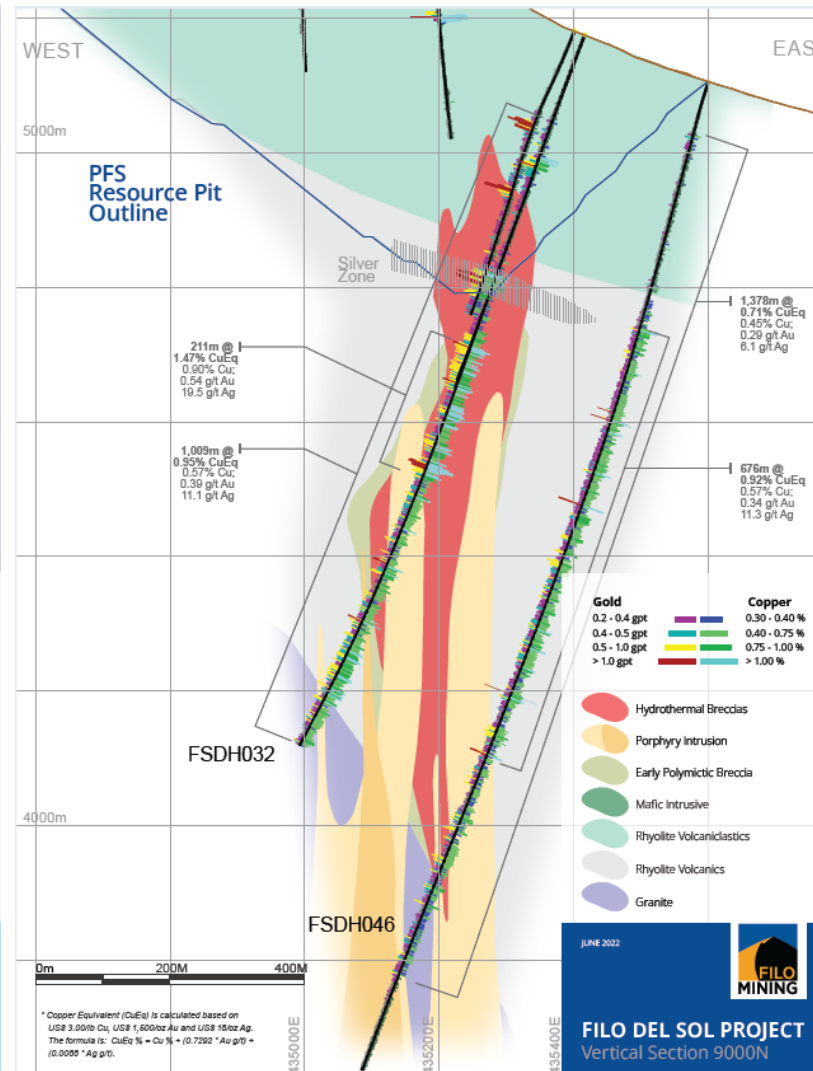 WEST
EAS
5000m
PFS
Resource Pit
Outline
Silver
Zone
1,378m @
0.71% CuEq
0.45% Cu;
0.29 g/t Au
6.1 g/t Ag
211m @
1.47% CuEq
0.90% Cu;
0.54 g/t Au
19.5 g/t Ag
1,009m @
0.95% CuEq
0.57% Cu;
0.39 g/t Au
11.1 g/t Ag
676m @
0.92% CuEq
0.57% Cu;
0.34 g/t Au
11.3 g/t Ag
Gold Copper
0.2 - 0.4 gpt 0.30 - 0.40 %
0.4 - 0.5 gpt 0.40 - 0.75 %
0.5 - 1.0 gpt 0.75 - 1.00 %
> 1.0 gpt > 1.00 %
Hydrothermal Breccias
Porphyry Intrusion
Early Polymictic Breccia
Mafic Intrusive
Rhyolite Volcaniclastics
Rhyolite Volcanics
Granite
FSDH032
4000m
FSDH046
0m 200M 400M
* Copper Equivalent (CuEq) is calculated based on
US$ 3.00/lb Cu, US$ 1,500/oz Au and US$ 18/oz Ag.
The formula is: CuEq % = Cu % + (0.7292 * Au g/t) +
(0.0088 * Ag g/t).
435000E
435200E
435400E
JUNE 2022
FILO
MINING
FILO DEL SOL PROJECT
Vertical Section 9000N